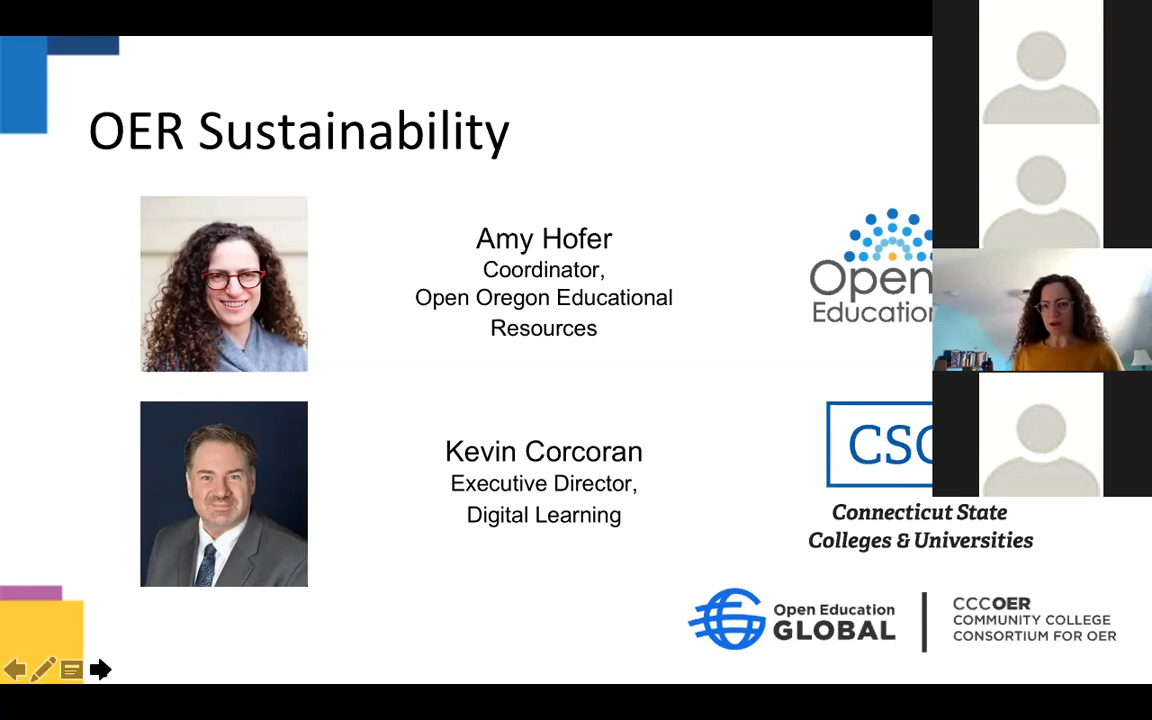 OER Sustainability
Amy Hofer
Coordinator,
Open Oregon Educational
Resources
Open
Education
Kevin Corcoran
Executive Director,
Digital Learning
CSC
Connecticut State
Colleges & Universities
Open Education
GLOBAL
CCCOER
COMMUNITY COLLEGE
CONSORTIUM FOR OER